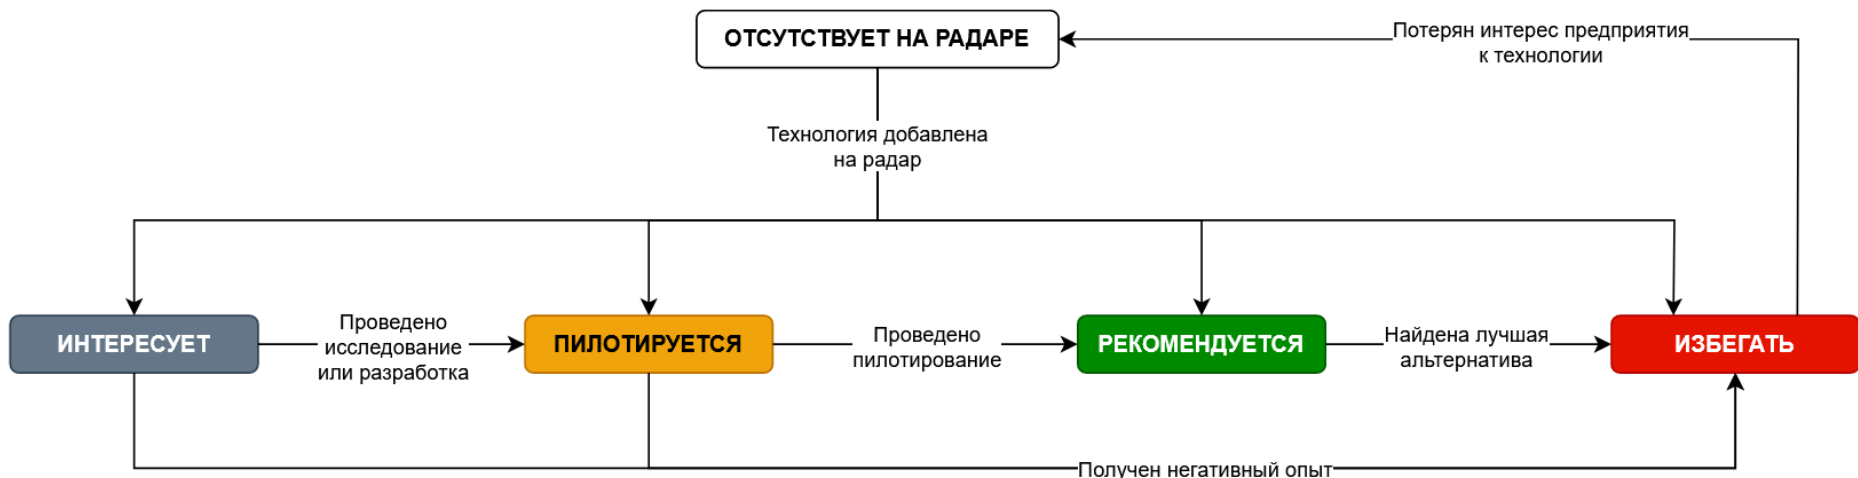 ОТСУТСТВУЕТ НА РАДАРЕ
Потерян интерес предприятия
к технологии
Технология добавлена
на радар
ИНТЕРЕСУЕТ
Проведено
исследование
или разработка
ПИЛОТИРУЕТСЯ
Проведено
пилотирование
РЕКОМЕНДУЕТСЯ
Найдена лучшая
альтернатива
ИЗБЕГАТЬ
Получен негативный опыт